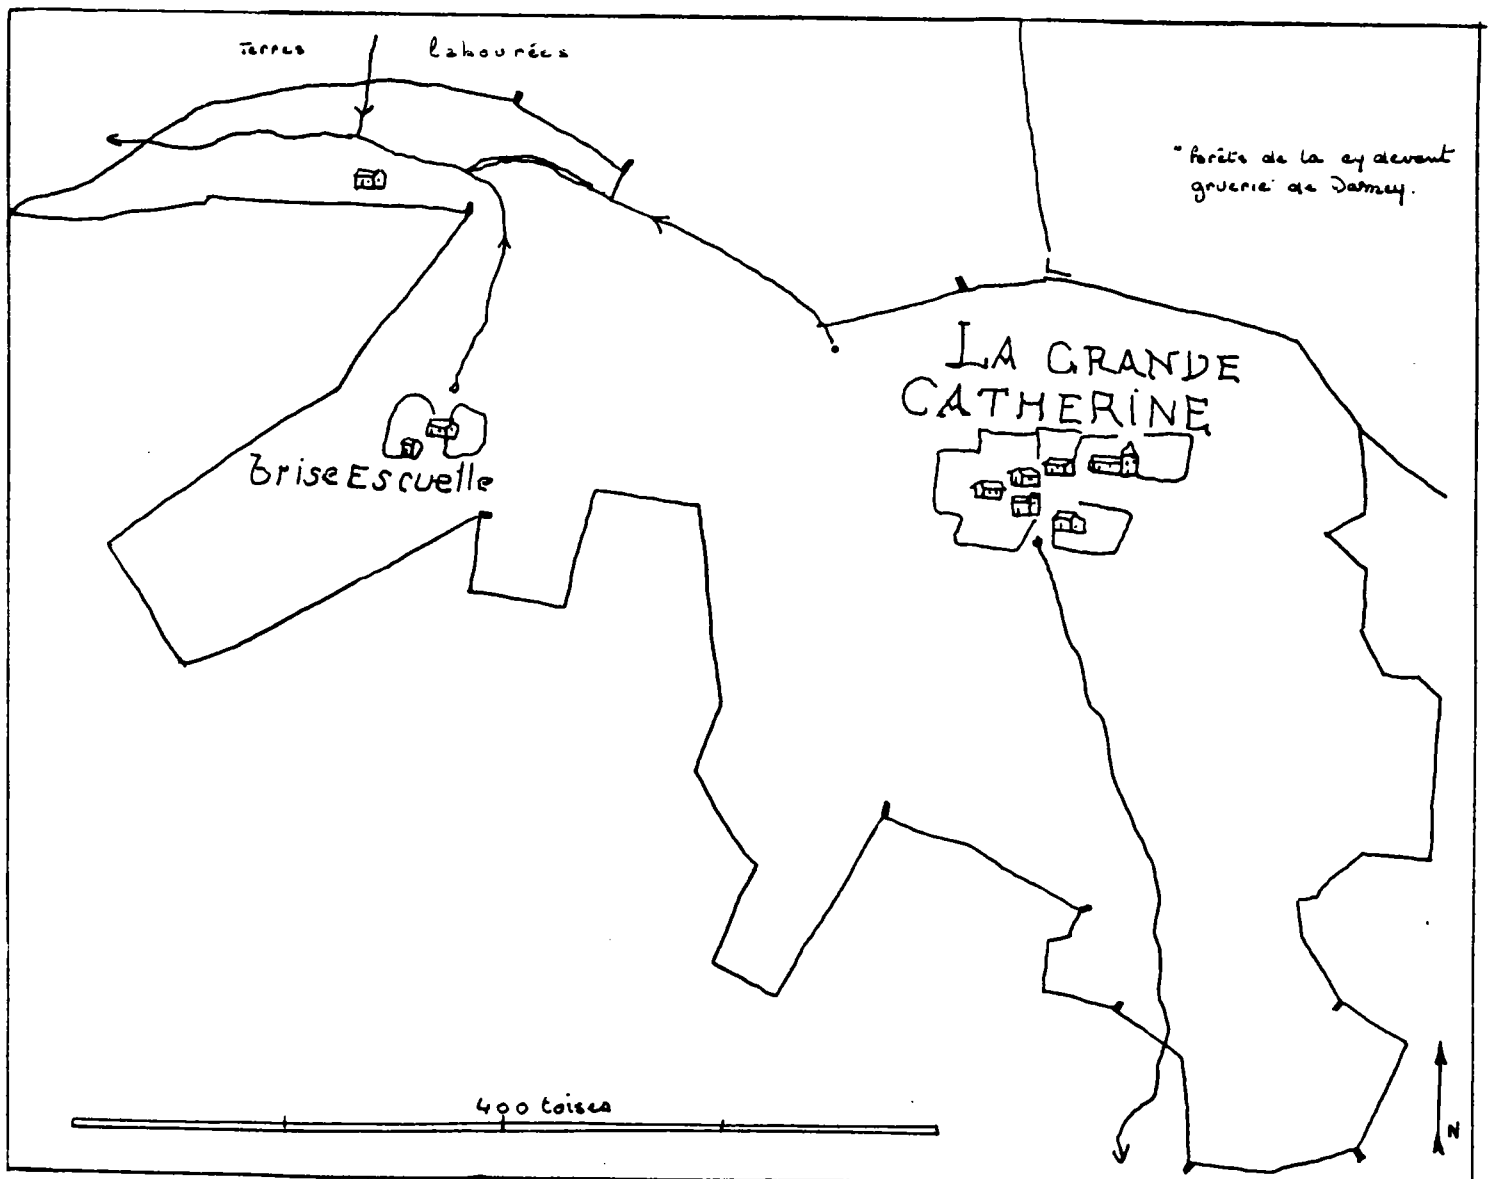 Terres labourées
"forêts de la cy devant
gruerie de Darney.
LA GRANDE
CATHERINE
BriseEscuelle
400 toises
N